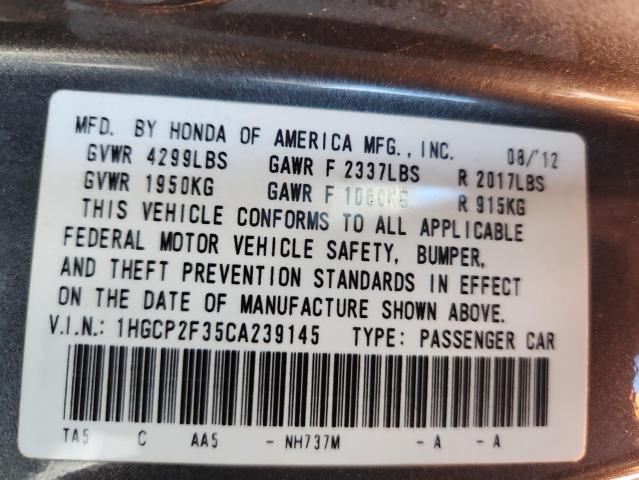 MFD. BY HONDA OF AMERICA MFG., INC. 08/'12
GVWR 4299LBS GAWR F 2337LBS R 2017LBS
GVWR 1950KG GAWR F 1060KG R 915KG
THIS VEHICLE CONFORMS TO ALL APPLICABLE
FEDERAL MOTOR VEHICLE SAFETY, BUMPER,
AND THEFT PREVENTION STANDARDS IN EFFECT
ON THE DATE OF MANUFACTURE SHOWN ABOVE.
V.I.N.: 1HGCP2F35CA239145 TYPE: PASSENGER CAR
TA5 C AA5 - NH737M - A - A